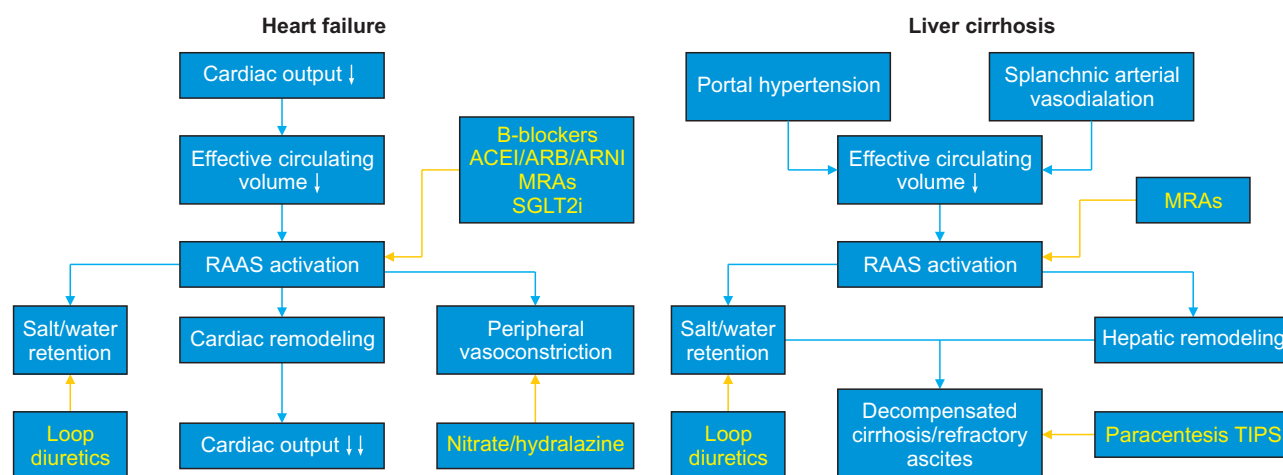 Heart failure
Cardiac output ↓
Effective circulating
volume ↓
B-blockers
ACEI/ARB/ARNI
MRAs
SGLT2i
RAAS activation
Salt/water
retention
Cardiac remodeling
Peripheral
vasoconstriction
Loop
diuretics
Cardiac output ↓↓
Nitrate/hydralazine
Liver cirrhosis
Portal hypertension
Splanchnic arterial
vasodialation
Effective circulating
volume ↓
MRAs
RAAS activation
Salt/water
retention
Hepatic remodeling
Loop
diuretics
Decompensated
cirrhosis/refractory
ascites
Paracentesis TIPS